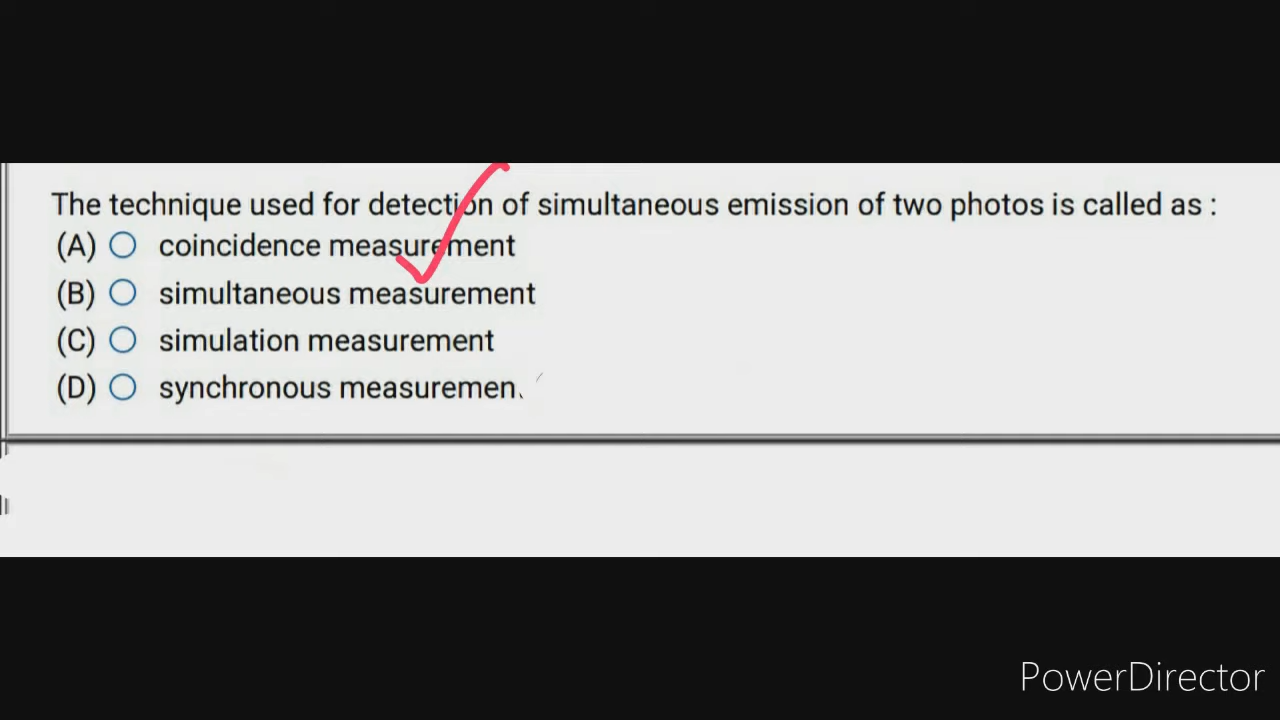 The technique used for detection of simultaneous emission of two photos is called as :
(A) coincidence measurement
(B) simultaneous measurement
(C) simulation measurement
(D) synchronous measuremen
PowerDirector